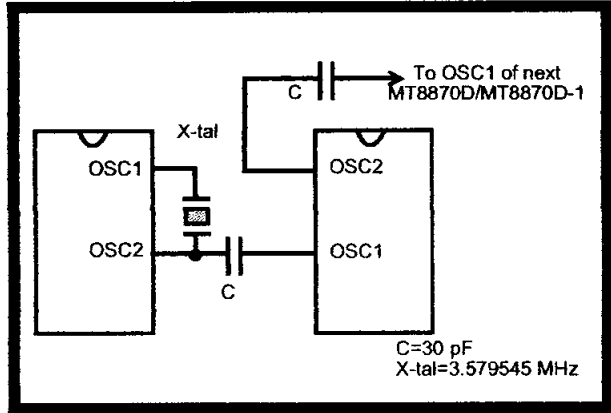 C
To OSC1 of next
MT8870D/MT8870D-1
X-tal
OSC1
OSC2
OSC2
OSC1
C
C=30 pF
X-tal=3.579545 MHz